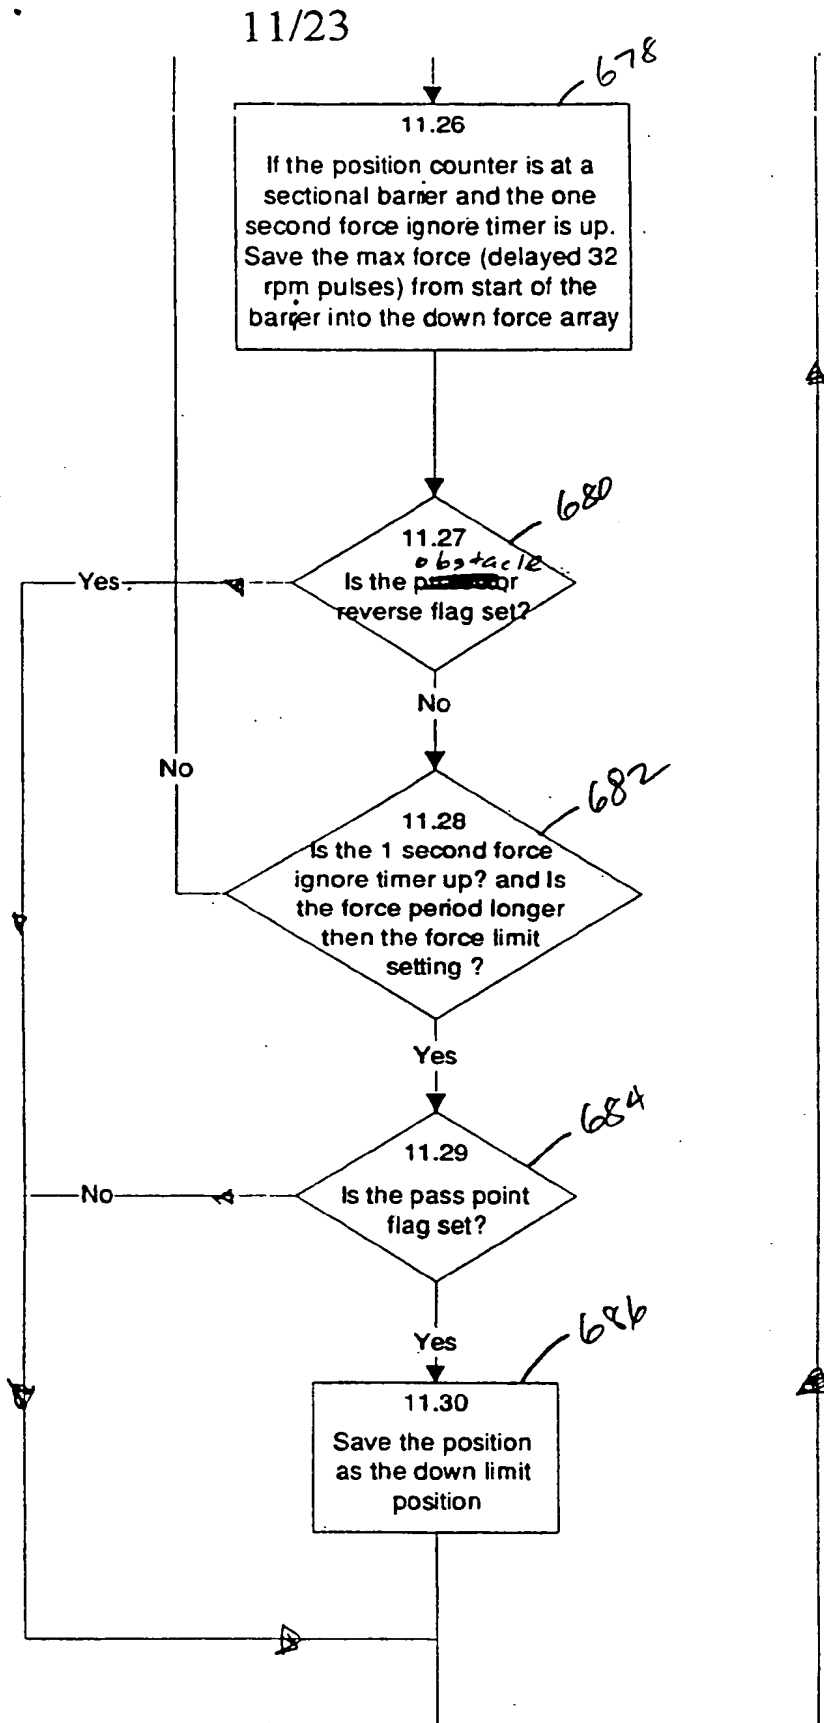 11/23
678
11.26
If the position counter is at a
sectional barrier and the one
second force ignore timer is up.
Save the max force (delayed 32
rpm pulses) from start of the
barrier into the down force array
680
11.27
obstacle
Is the
reverse flag set?
Yes
No
No
682
11.28
Is the 1 second force
ignore timer up? and Is
the force period longer
then the force limit
setting ?
Yes
684
11.29
Is the pass point
flag set?
No
Yes
686
11.30
Save the position
as the down limit
position